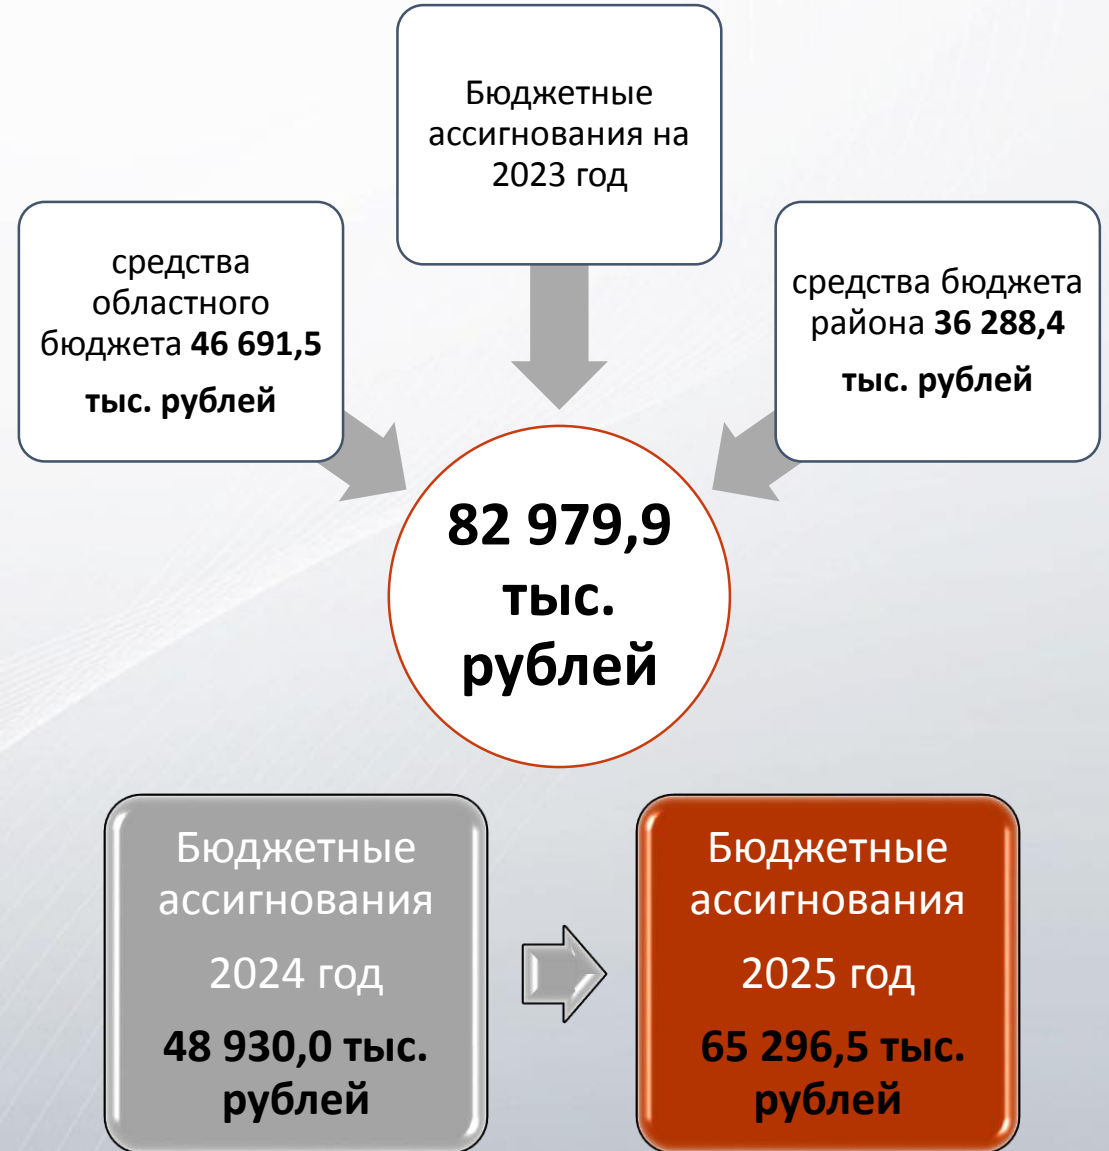 Бюджетные
ассигнования на
2023 год
средства
областного
бюджета 46 691,5
тыс. рублей
средства бюджета
района 36 288,4
тыс. рублей
82 979,9
тыс.
рублей
Бюджетные
ассигнования
2024 год
48 930,0 тыс.
рублей
Бюджетные
ассигнования
2025 год
65 296,5 тыс.
рублей